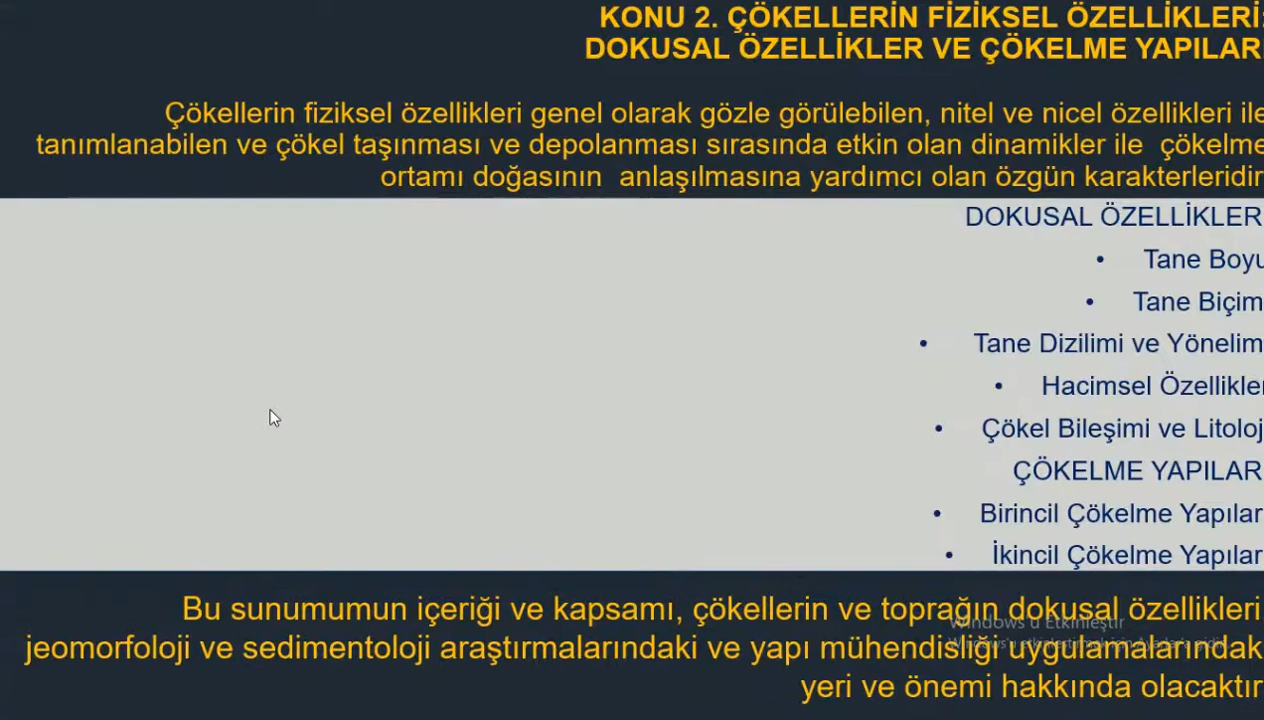 KONU 2. ÇÖKELLERİN FİZİKSEL ÖZELLİKLERİ:
DOKUSAL ÖZELLİKLER VE ÇÖKELME YAPILAR
Çökellerin fiziksel özellikleri genel olarak gözle görülebilen, nitel ve nicel özellikleri ile
tanımlanabilen ve çökel taşınması ve depolanması sırasında etkin olan dinamikler ile çökelme
ortamı doğasının anlaşılmasına yardımcı olan özgün karakterleridir
DOKUSAL ÖZELLİKLER
• Tane Boyu
• Tane Biçim
• Tane Dizilimi ve Yönelim
• Hacimsel Özellikler
• Çökel Bileşimi ve Litoloj
ÇÖKELME YAPILAR
• Birincil Çökelme Yapılar
• İkincil Çökelme Yapılar
Bu sunumumun içeriği ve kapsamı, çökellerin ve toprağın dokusal özellikleri
Windows'u Etkinleştir
jeomorfoloji ve sedimentoloji araştırmalarındaki ve yapı mühendisliği uygulamalarındak
yeri ve önemi hakkında olacaktır